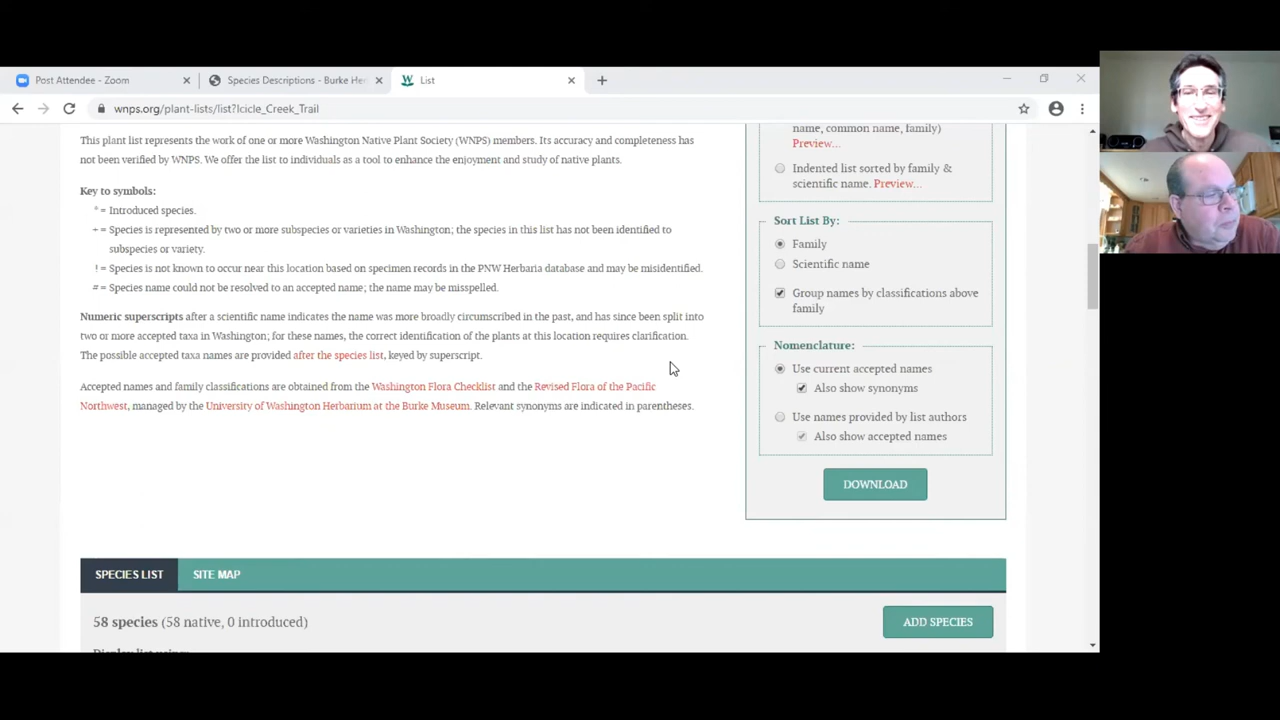 Post Attendee - Zoom
Species Descriptions - Burke Her
List
wnps.org/plant-lists/list?Icicle_Creek_Trail
This plant list represents the work of one or more Washington Native Plant Society (WNPS) members. Its accuracy and completeness has
not been verified by WNPS. We offer the list to individuals as a tool to enhance the enjoyment and study of native plants.
Key to symbols:
* = Introduced species.
+ = Species is represented by two or more subspecies or varieties in Washington; the species in this list has not been identified to
subspecies or variety.
! = Species is not known to occur near this location based on specimen records in the PNW Herbaria database and may be misidentified.
# = Species name could not be resolved to an accepted name; the name may be misspelled.
Numeric superscripts after a scientific name indicates the name was more broadly circumscribed in the past, and has since been split into
two or more accepted taxa in Washington; for these names, the correct identification of the plants at this location requires clarification.
The possible accepted taxa names are provided after the species list, keyed by superscript.
Accepted names and family classifications are obtained from the Washington Flora Checklist and the Revised Flora of the Pacific
Northwest, managed by the University of Washington Herbarium at the Burke Museum. Relevant synonyms are indicated in parentheses.
name, common name, family)
Preview...
Indented list sorted by family &
scientific name. Preview...
Sort List By:
Family
Scientific name
Group names by classifications above
family
Nomenclature:
Use current accepted names
Also show synonyms
Use names provided by list authors
Also show accepted names
DOWNLOAD
SPECIES LIST
SITE MAP
58 species (58 native, 0 introduced)
ADD SPECIES
Display list using: